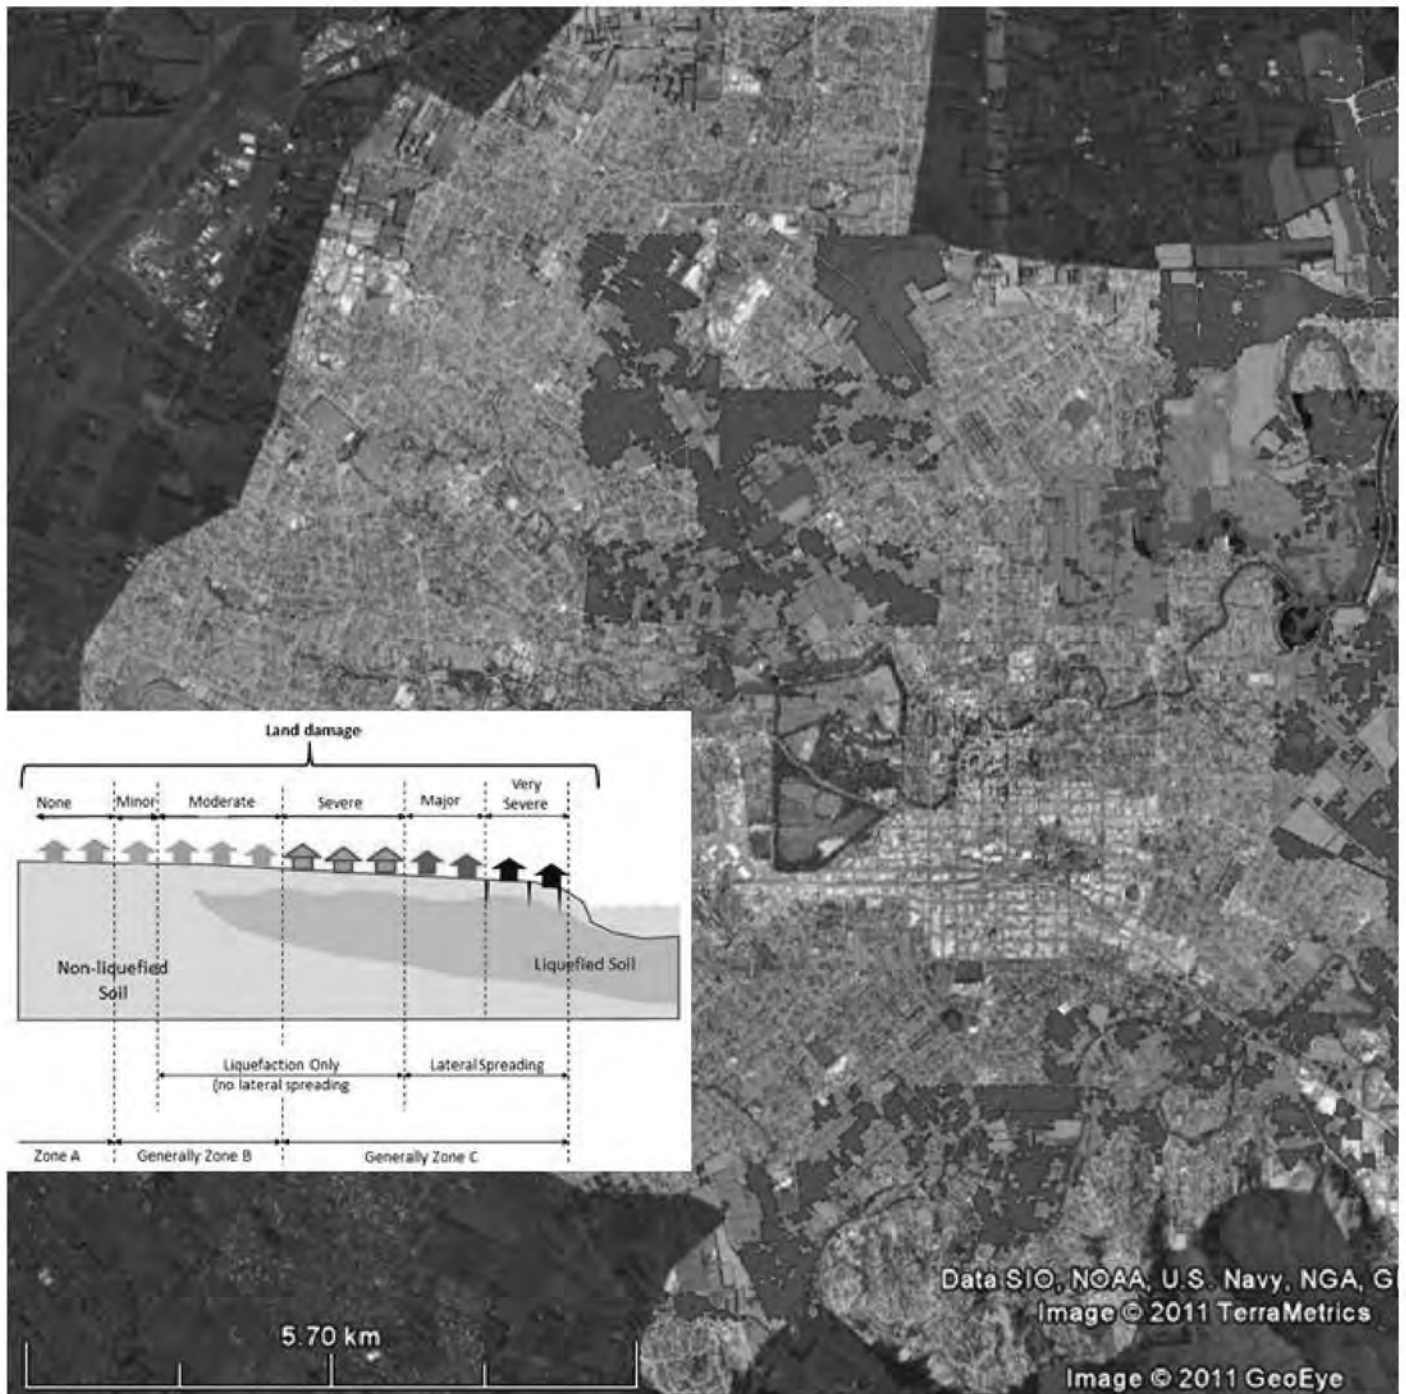 Land damage
None
Minor
Moderate
Severe
Major
Very
Severe
Non-liquefied
Soil
Liquefied Soil
Liquefaction Only
(no lateral spreading
Lateral Spreading
Zone A
Generally Zone B
Generally Zone C
5.70 km
Data SIO, NOAA, U.S. Navy, NGA, G
Image © 2011 TerraMetrics
Image © 2011 GeoEye